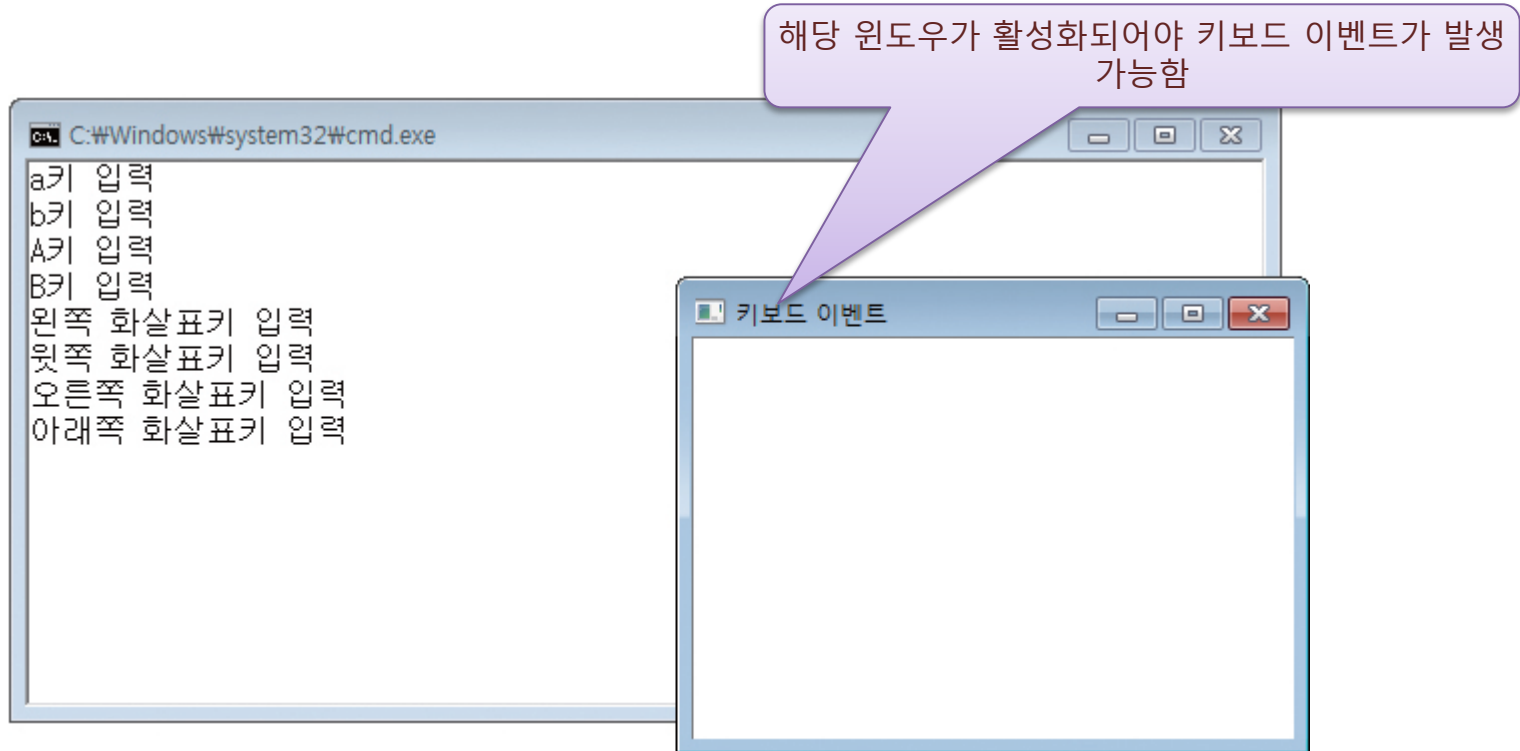 해당 윈도우가 활성화되어야 키보드 이벤트가 발생
가능함
C:₩Windows₩system32₩cmd.exe
a키 입력
b키 입력
A키 입력
B키 입력
왼쪽 화살표키 입력
윗쪽 화살표키 입력
오른쪽 화살표키 입력
아래쪽 화살표키 입력
키보드 이벤트